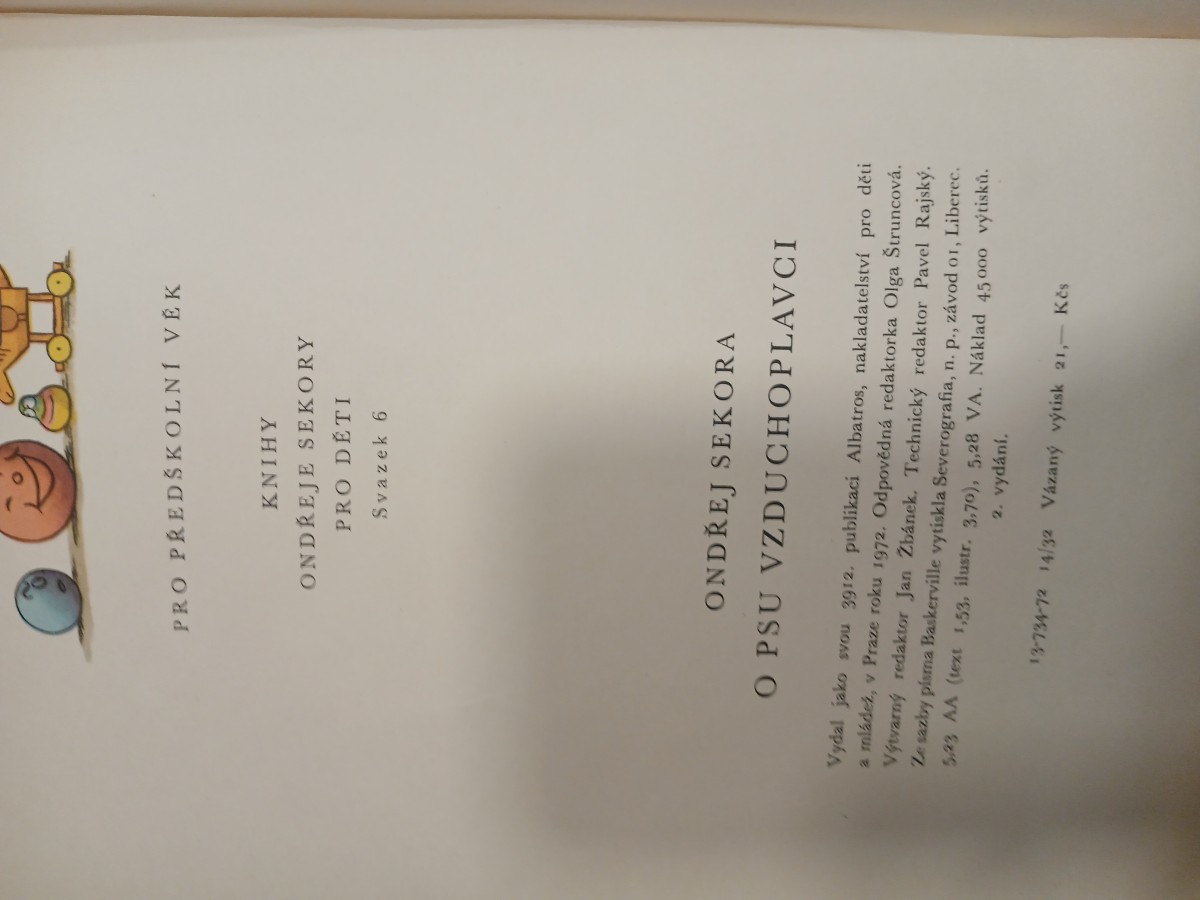 PRO PŘEDŠKOLNÍ VĚK
KNIHY
ONDŘEJE SEKORY
PRO DĚTI
Svazek 6
ONDŘEJ SEKORA
O PSU VZDUCHOPLAVCI
Vydal jako svou 3912. publikaci Albatros, nakladatelství pro děti
a mládež, v Praze roku 1972. Odpovědná redaktorka Olga Štruncová.
Výtvarný redaktor Jan Zbánek. Technický redaktor Pavel Rajský.
Ze sazby písma Baskerville vytiskla Severografia, n. p., závod 01, Liberec.
5,23 AA (text 1,53, ilustr. 3,70), 5,28 VA. Náklad 45 000 výtisků.
2. vydání.
13-734-72 14/32 Vázaný výtisk 21,— Kčs